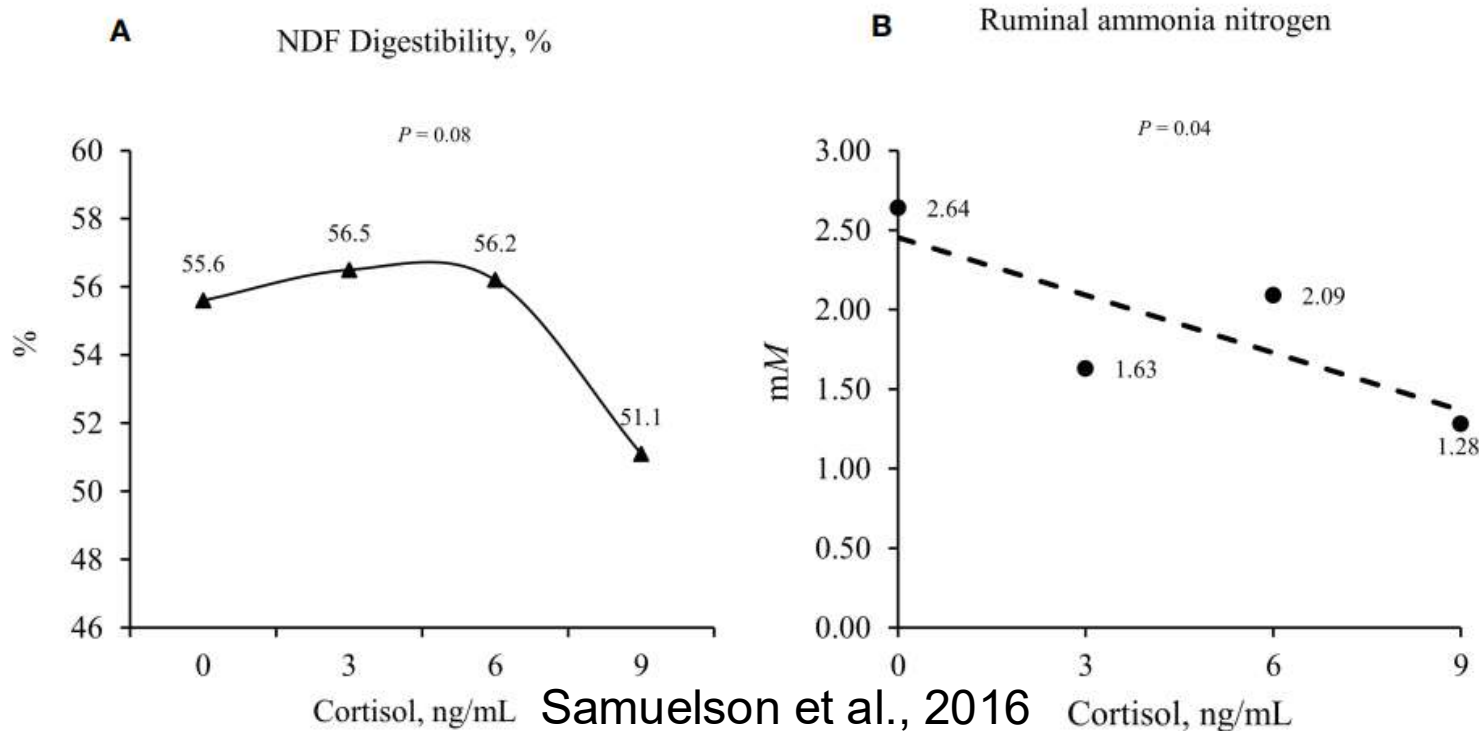 A
NDF Digestibility, %
P = 0.08
60
58
56
54
52
50
48
46
%
55.6
56.5
56.2
51.1
0 3 6 9
Cortisol, ng/mL
B
Ruminal ammonia nitrogen
P = 0.04
3.00
2.50
2.00
1.50
1.00
0.50
0.00
mM
2.64
1.63
2.09
1.28
0 3 6 9
Cortisol, ng/mL
Samuelson et al., 2016